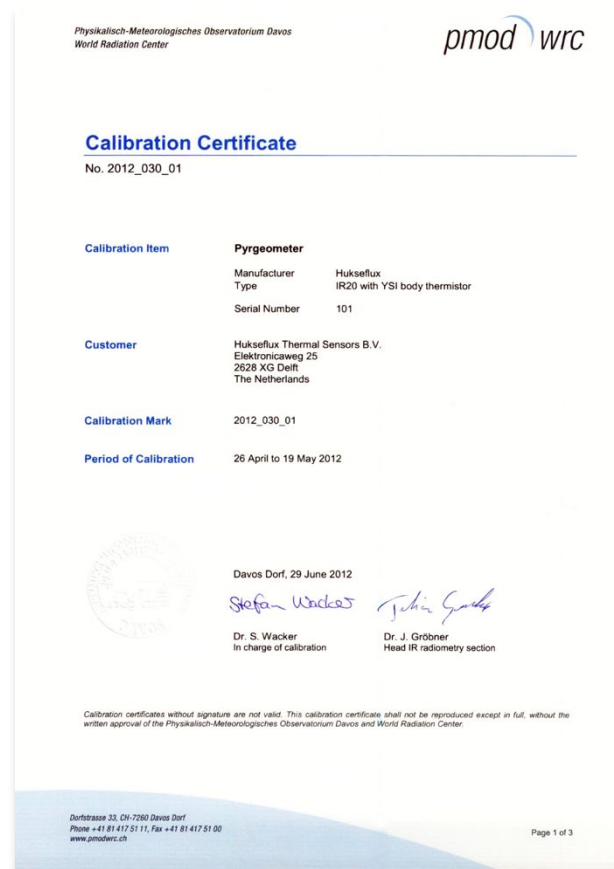 Physikalisch-Meteorologisches Observatorium Davos
World Radiation Center
pmod wrc
Calibration Certificate
No. 2012_030_01
Calibration Item
Pyrgeometer
Manufacturer Hukseflux
Type IR20 with YSI body thermistor
Serial Number 101
Customer
Hukseflux Thermal Sensors B.V.
Elektronicaweg 25
2628 XG Delft
The Netherlands
Calibration Mark 2012_030_01
Period of Calibration 26 April to 19 May 2012
Davos Dorf, 29 June 2012
Stefan Wacker
Dr. S. Wacker Dr. J. Gröbner
In charge of calibration Head IR radiometry section
Calibration certificates without signature are not valid. This calibration certificate shall not be reproduced except in full, without the
written approval of the Physikalisch-Meteorologisches Observatorium Davos and World Radiation Center.
Dorfstrasse 33, CH-7260 Davos Dorf
Phone +41 81 417 51 11, Fax +41 81 417 51 00
www.pmodwrc.ch
Page 1 of 3